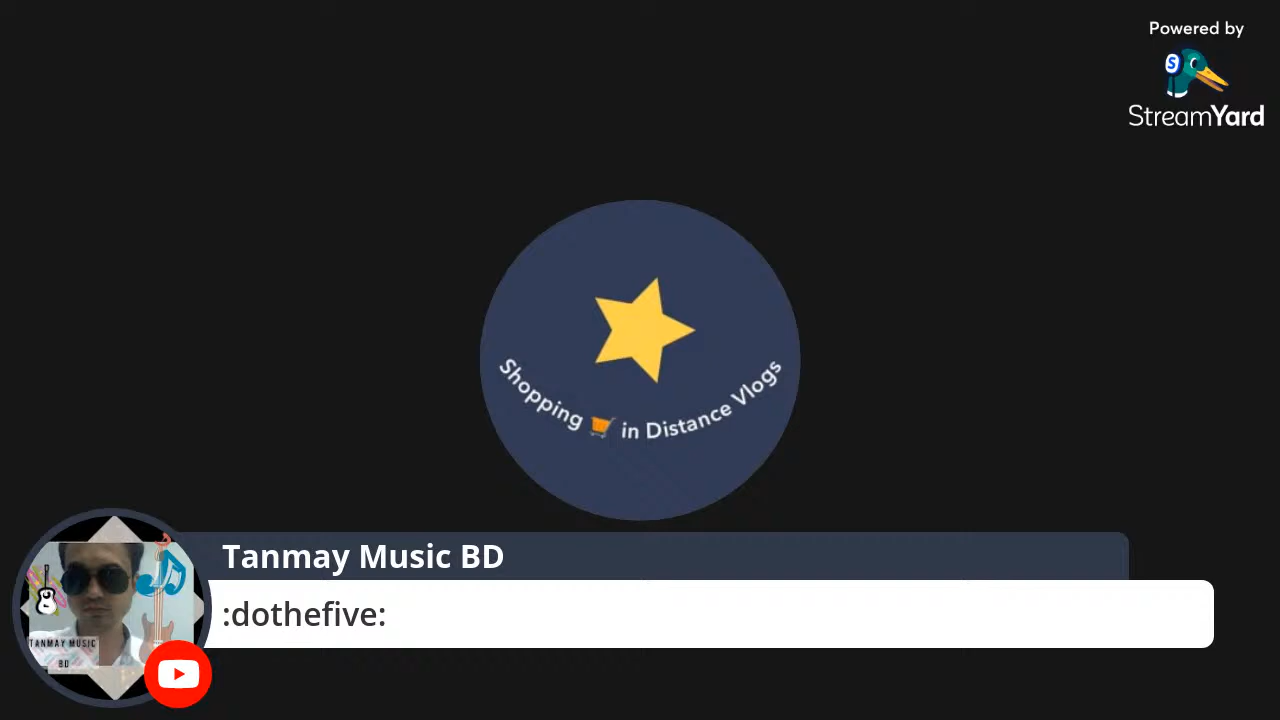 Powered by
StreamYard
Shopping 🛒 in Distance Vlogs
Tanmay Music BD
:dothefive:
TANMAY MUSIC
BD